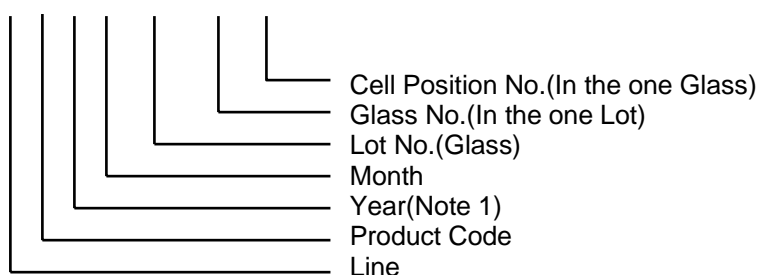 Cell Position No.(In the one Glass)
Glass No.(In the one Lot)
Lot No.(Glass)
Month
Year(Note 1)
Product Code
Line